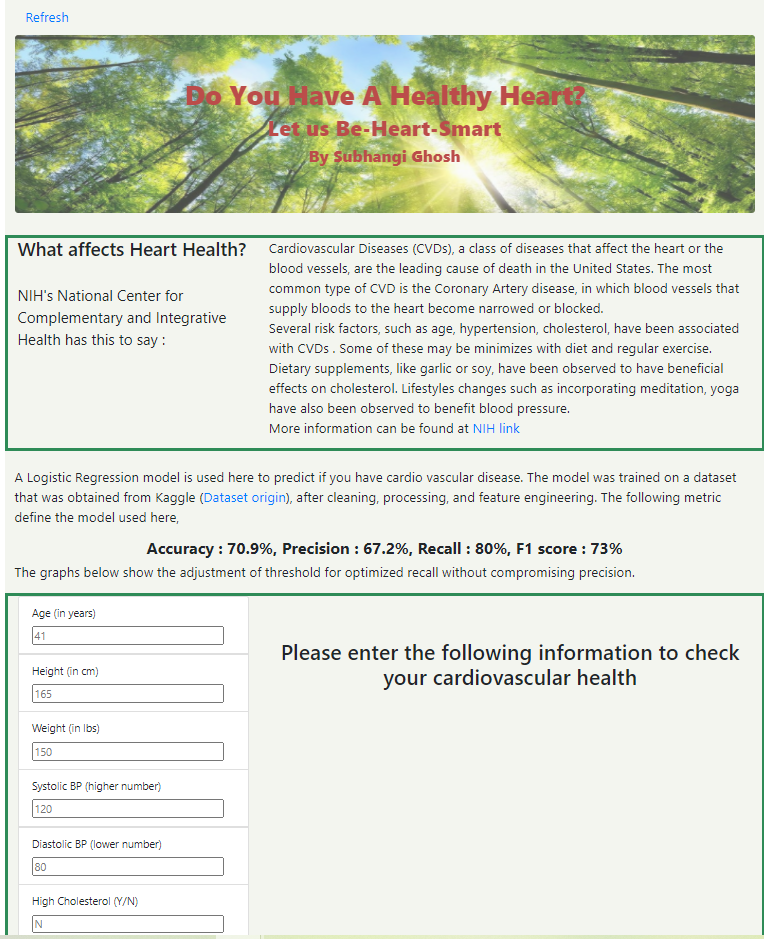 Refresh
Do You Have A Healthy Heart?
Let us Be-Heart-Smart
By Subhangi Ghosh
What affects Heart Health?
NIH's National Center for
Complementary and Integrative
Health has this to say :
Cardiovascular Diseases (CVDs), a class of diseases that affect the heart or the
blood vessels, are the leading cause of death in the United States. The most
common type of CVD is the Coronary Artery disease, in which blood vessels that
supply bloods to the heart become narrowed or blocked.
Several risk factors, such as age, hypertension, cholesterol, have been associated
with CVDs . Some of these may be minimizes with diet and regular exercise.
Dietary supplements, like garlic or soy, have been observed to have beneficial
effects on cholesterol. Lifestyles changes such as incorporating meditation, yoga
have also been observed to benefit blood pressure.
More information can be found at NIH link
A Logistic Regression model is used here to predict if you have cardio vascular disease. The model was trained on a dataset
that was obtained from Kaggle (Dataset origin), after cleaning, processing, and feature engineering. The following metric
define the model used here,
Accuracy : 70.9%, Precision : 67.2%, Recall : 80%, F1 score : 73%
The graphs below show the adjustment of threshold for optimized recall without compromising precision.
Age (in years)
41
Height (in cm)
165
Weight (in lbs)
150
Systolic BP (higher number)
120
Diastolic BP (lower number)
80
High Cholesterol (Y/N)
N
Please enter the following information to check
your cardiovascular health